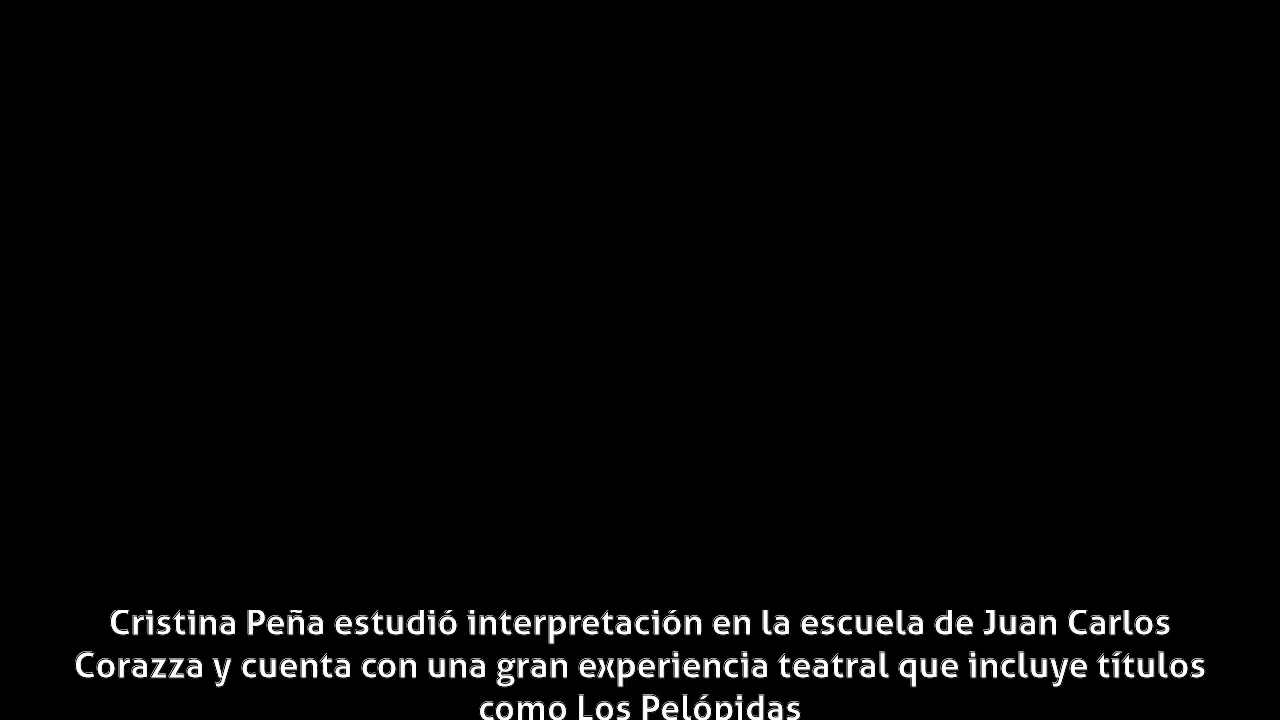 Cristina Peña estudió interpretación en la escuela de Juan Carlos
Corazza y cuenta con una gran experiencia teatral que incluye títulos
como Los Pelópidas